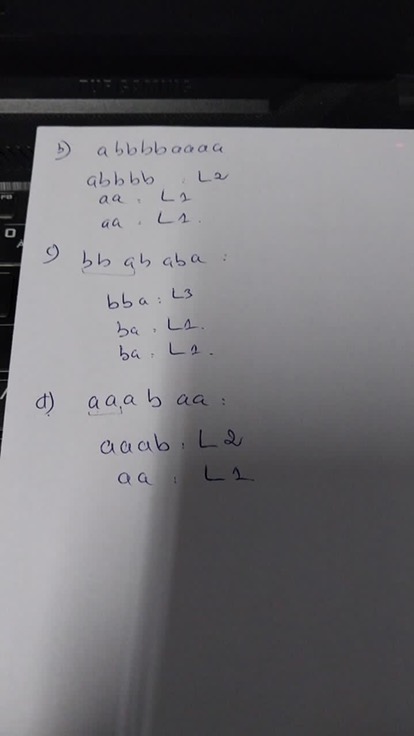 b) abbbbaaaa
abbbb : L2
aa : L1
aa : L1.
c) bb ab aba :
bba : L3
ba : L1.
ba : L1.
d) aaab aa :
aaab : L2
aa : L1